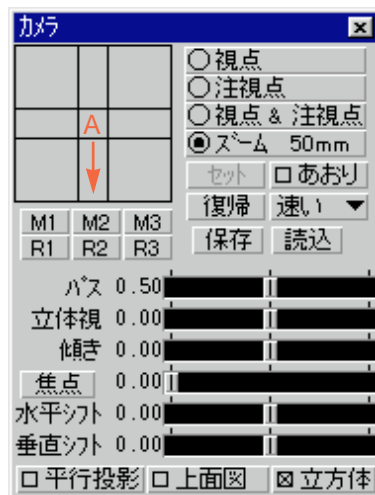 カメラ
○視点
○注視点
○視点 & 注視点
A
◉ズーム 50mm
セット □あおり
復帰 速い ▼
M1 M2 M3
R1 R2 R3
保存 読込
パス 0.50
立体視 0.00
傾き 0.00
焦点 0.00
水平シフト 0.00
垂直シフト 0.00
□平行投影 □上面図 ☒立方体